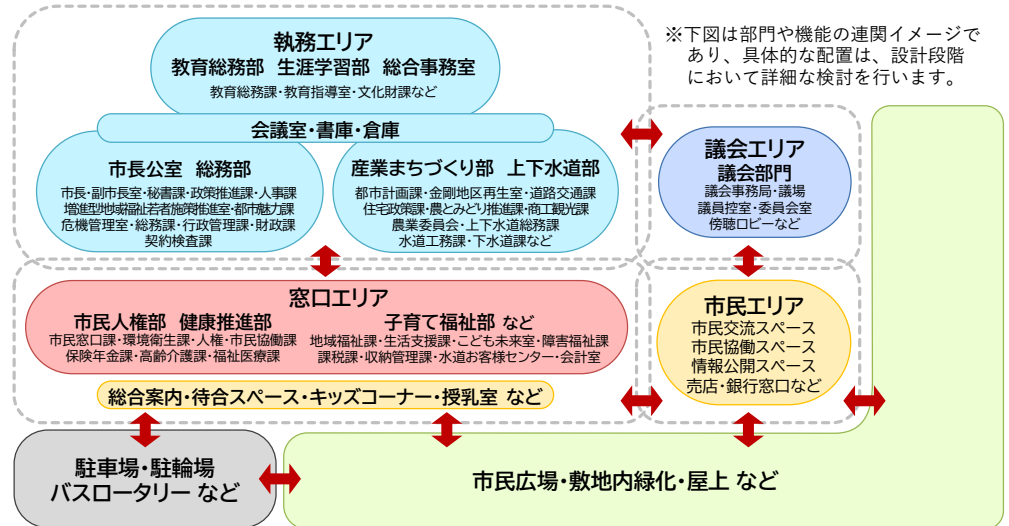 ※下図は部門や機能の連関イメージで
あり、具体的な配置は、設計段階
において詳細な検討を行います。
執務エリア
教育総務部 生涯学習部 総合事務室
教育総務課・教育指導室・文化財課など
会議室・書庫・倉庫
市長公室 総務部
市長・副市長室・秘書課・政策推進課・人事課
増進型地域福祉若者施策推進室・都市魅力課
危機管理室・総務課・行政管理課・財政課
契約検査課
産業まちづくり部 上下水道部
都市計画課・金剛地区再生室・道路交通課
住宅政策課・農とみどり推進課・商工観光課
農業委員会・上下水道総務課
水道工務課・下水道課など
議会エリア
議会部門
議会事務局・議場
議員控室・委員会室
傍聴ロビーなど
窓口エリア
市民人権部 健康推進部
市民窓口課・環境衛生課・人権・市民協働課
保険年金課・高齢介護課・福祉医療課
子育て福祉部 など
地域福祉課・生活支援課・こども未来室・障害福祉課
課税課・収納管理課・水道お客様センター・会計室
総合案内・待合スペース・キッズコーナー・授乳室 など
市民エリア
市民交流スペース
市民協働スペース
情報公開スペース
売店・銀行窓口など
駐車場・駐輪場
バスロータリー など
市民広場・敷地内緑化・屋上 など